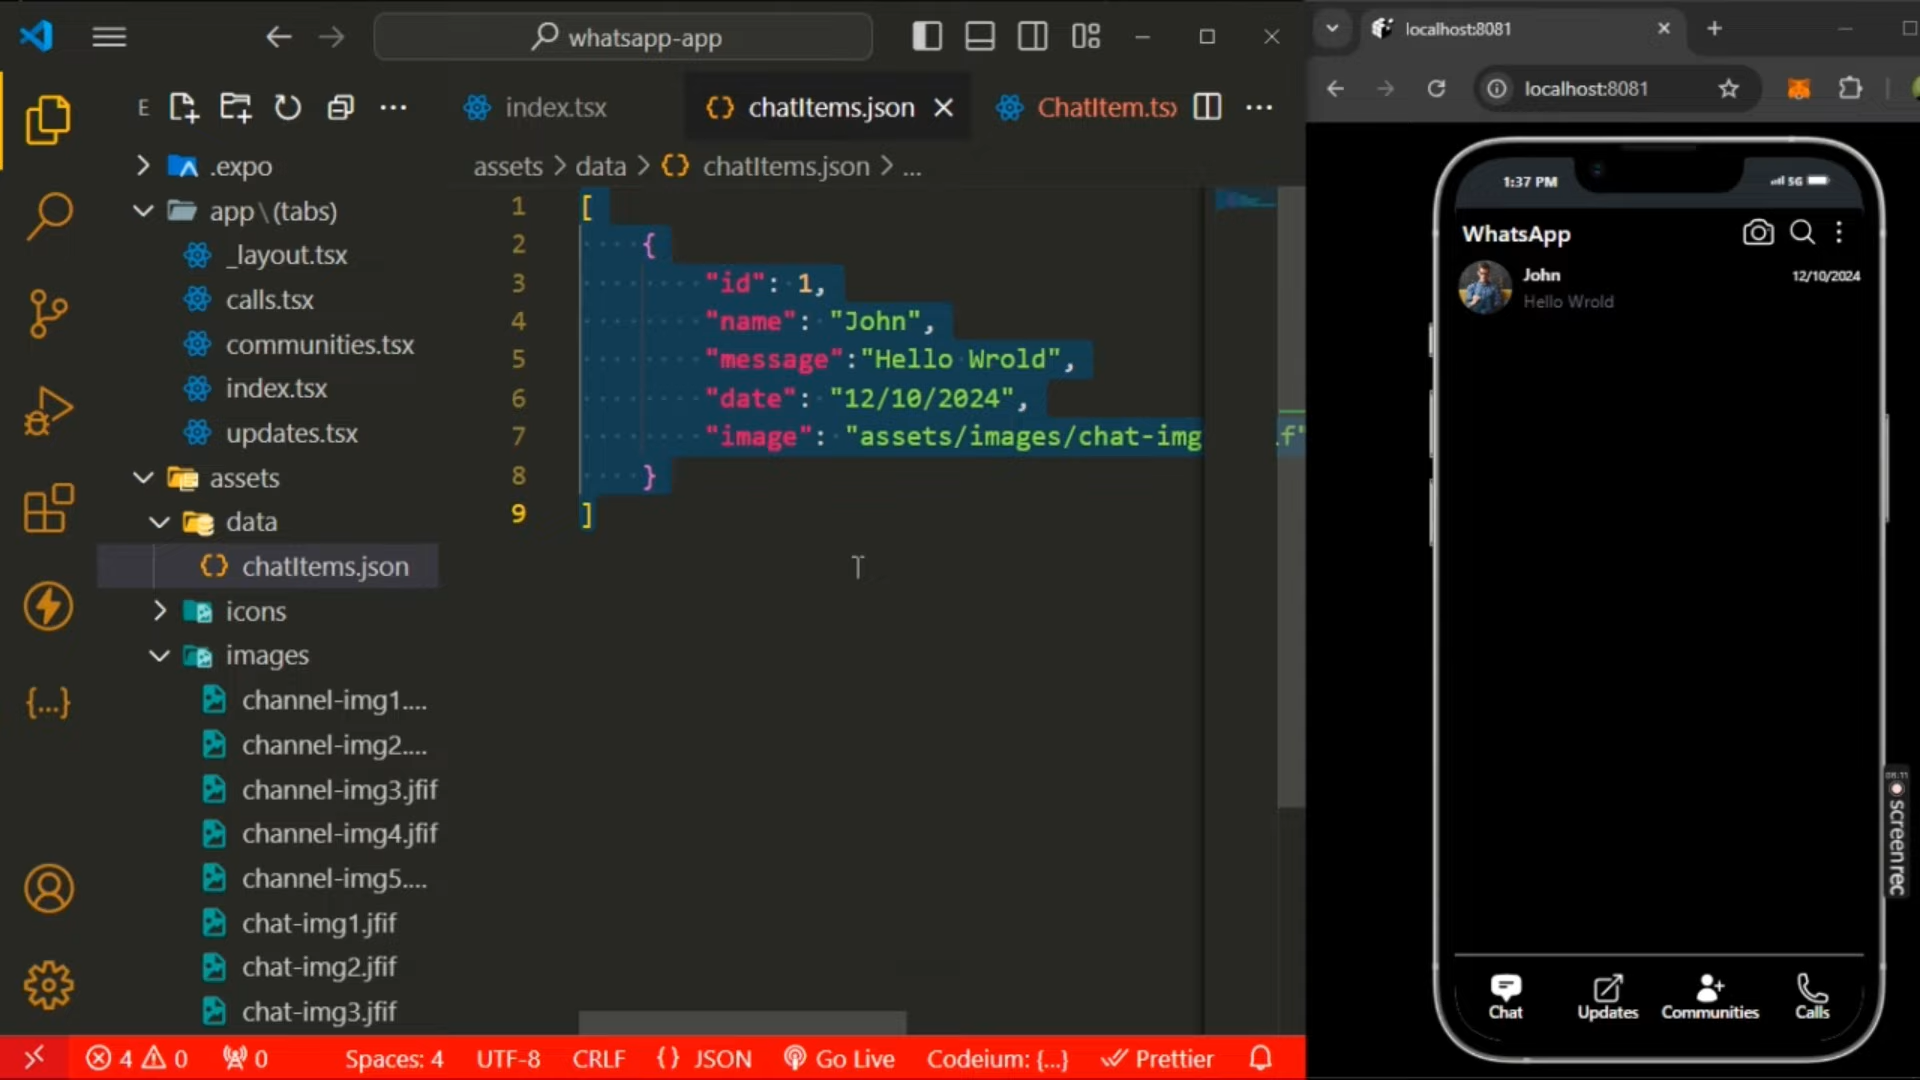 whatsapp-app
E
index.tsx
chatItems.json
ChatItem.ts
.expo
app\(tabs)
_layout.tsx
calls.tsx
communities.tsx
index.tsx
updates.tsx
assets
data
chatItems.json
icons
images
channel-img1....
channel-img2....
channel-img3.jfif
channel-img4.jfif
channel-img5....
chat-img1.jfif
chat-img2.jfif
chat-img3.jfif
assets > data > {} chatItems.json > ...
1 [
2 {
3 "id": 1,
4 "name": "John",
5 "message":"Hello Wrold",
6 "date": "12/10/2024",
7 "image": "assets/images/chat-img .f"
8 }
9 ]
4 0 0 Spaces: 4 UTF-8 CRLF {} JSON Go Live Codeium: {...} Prettier
localhost:8081
localhost:8081
1:37 PM 5G
WhatsApp
John 12/10/2024
Hello Wrold
Chat Updates Communities Calls
08:11
screenrec